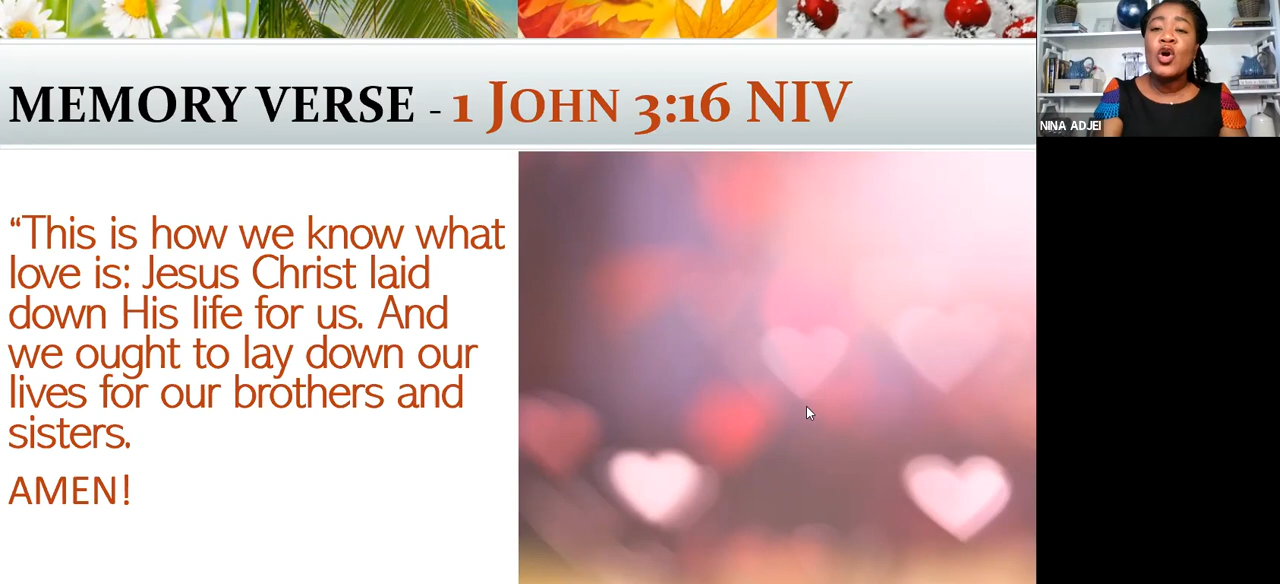 MEMORY VERSE - 1 JOHN 3:16 NIV
NINA ADJEI
“This is how we know what
love is: Jesus Christ laid
down His life for us. And
we ought to lay down our
lives for our brothers and
sisters.
AMEN!